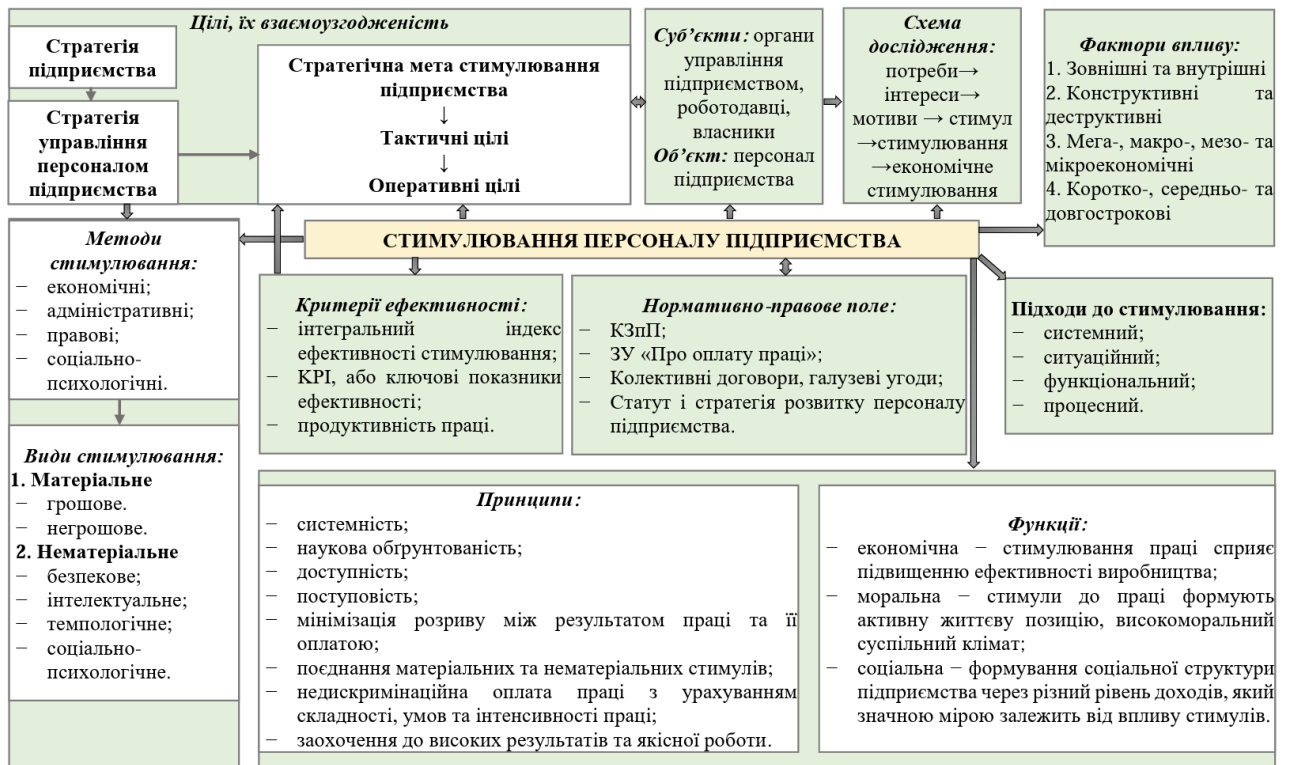 Цілі, їх взаємоузгодженість
Стратегія
підприємства
Стратегія
управління
персоналом
підприємства
Стратегічна мета стимулювання
підприємства
↓
Тактичні цілі
↓
Оперативні цілі
Суб’єкти: органи
управління
підприємством,
роботодавці,
власники
Об’єкт: персонал
підприємства
Схема
дослідження:
потреби→
інтереси→
мотиви → стимул
→стимулювання
→економічне
стимулювання
Фактори впливу:
1. Зовнішні та внутрішні
2. Конструктивні та
деструктивні
3. Мега-, макро-, мезо- та
мікроекономічні
4. Коротко-, середньо- та
довгострокові
СТИМУЛЮВАННЯ ПЕРСОНАЛУ ПІДПРИЄМСТВА
Методи
стимулювання:
− економічні;
− адміністративні;
− правові;
− соціально-
психологічні.
Критерії ефективності:
− інтегральний індекс
ефективності стимулювання;
− KPI, або ключові показники
ефективності;
− продуктивність праці.
Нормативно-правове поле:
− КЗпП;
− ЗУ «Про оплату праці»;
− Колективні договори, галузеві угоди;
− Статут і стратегія розвитку персоналу
підприємства.
Підходи до стимулювання:
− системний;
− ситуаційний;
− функціональний;
− процесний.
Види стимулювання:
1. Матеріальне
− грошове.
− негрошове.
2. Нематеріальне
− безпекове;
− інтелектуальне;
− темпологічне;
− соціально-
психологічне.
Принципи:
− системність;
− наукова обґрунтованість;
− доступність;
− поступовість;
− мінімізація розриву між результатом праці та її
оплатою;
− поєднання матеріальних та нематеріальних стимулів;
− недискримінаційна оплата праці з урахуванням
складності, умов та інтенсивності праці;
− заохочення до високих результатів та якісної роботи.
Функції:
− економічна − стимулювання праці сприяє
підвищенню ефективності виробництва;
− моральна − стимули до праці формують
активну життєву позицію, високоморальний
суспільний клімат;
− соціальна − формування соціальної структури
підприємства через різний рівень доходів, який
значною мірою залежить від впливу стимулів.